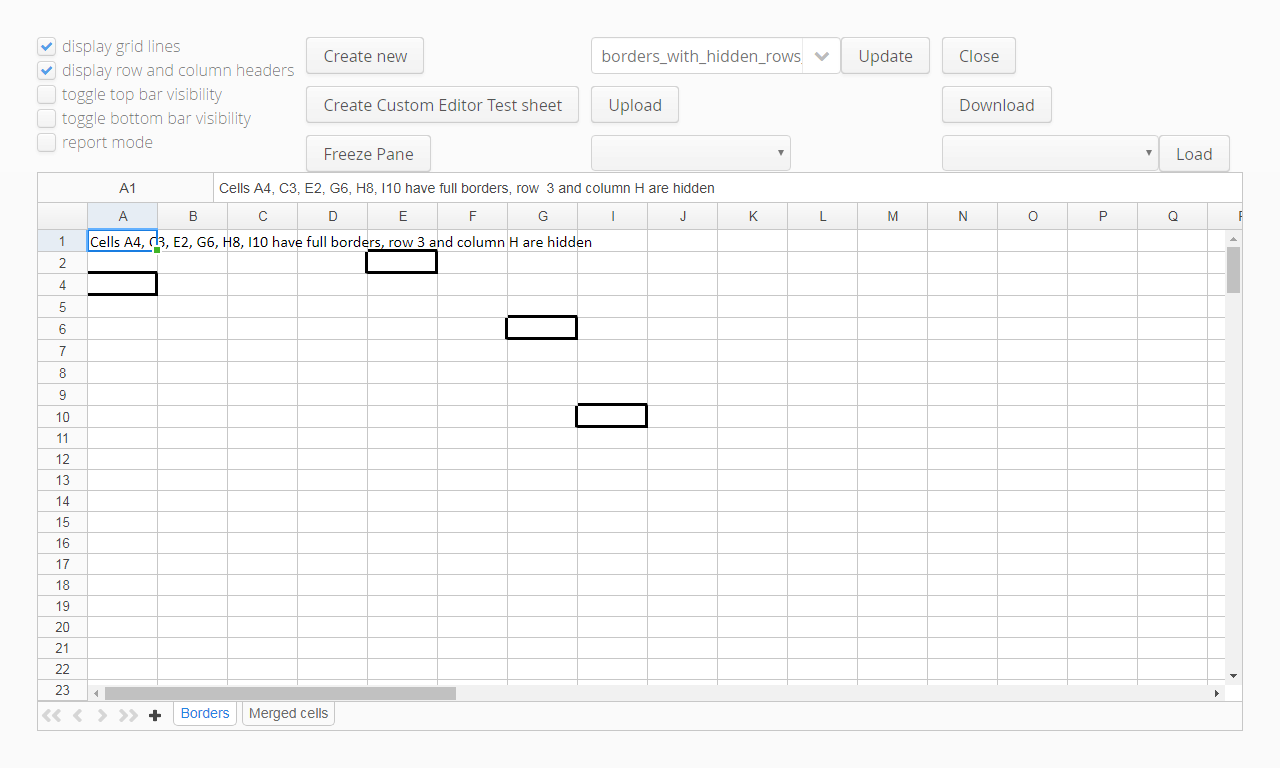 display grid lines
display row and column headers
toggle top bar visibility
toggle bottom bar visibility
report mode
Create new
borders_with_hidden_rows_
Update
Close
Create Custom Editor Test sheet
Upload
Download
Freeze Pane
Load
A1
Cells A4, C3, E2, G6, H8, I10 have full borders, row  3 and column H are hidden
A B C D E F G I J K L M N O P Q
1 Cells A4, C3, E2, G6, H8, I10 have full borders, row 3 and column H are hidden
2
4
5
6
7
8
9
10
11
12
13
14
15
16
17
18
19
20
21
22
23
Borders
Merged cells